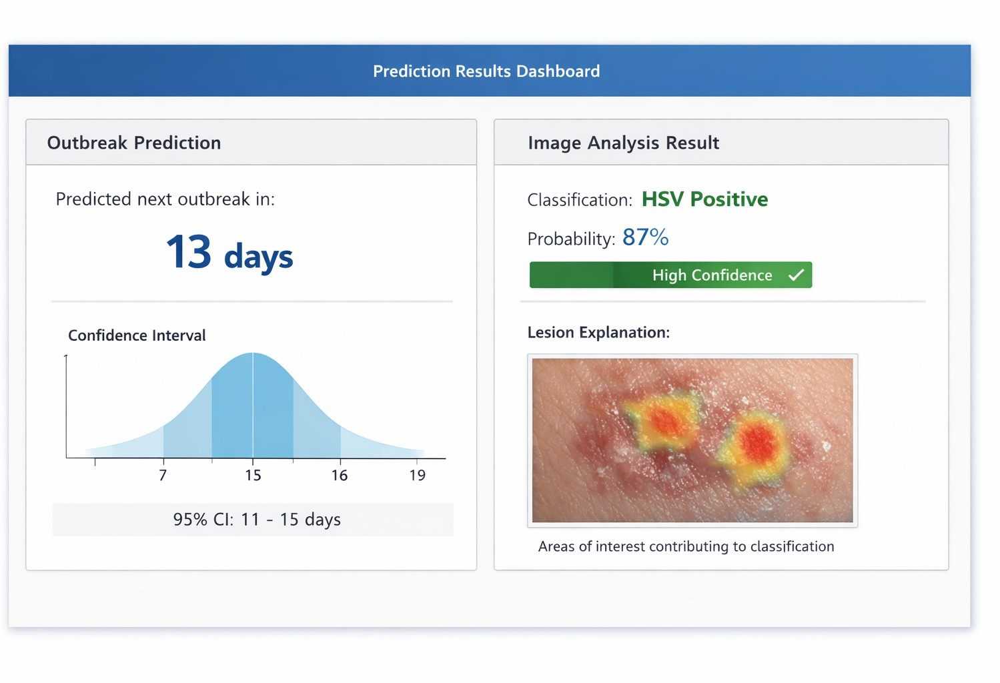 Prediction Results Dashboard
Outbreak Prediction
Predicted next outbreak in:
13 days
Confidence Interval
7 15 16 19
95% CI: 11 - 15 days
Image Analysis Result
Classification: HSV Positive
Probability: 87%
High Confidence ✓
Lesion Explanation:
Areas of interest contributing to classification